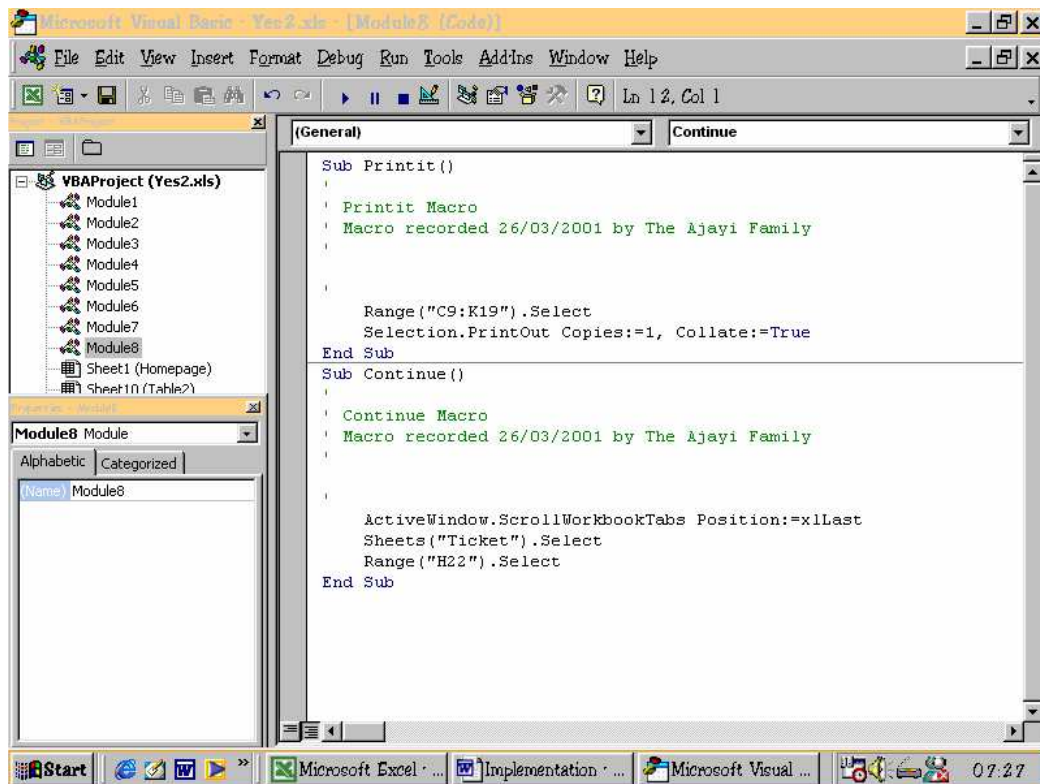 Microsoft Visual Basic - Yes2.xls - [Module8 (Code)]
File Edit View Insert Format Debug Run Tools Add-Ins Window Help
Ln 12, Col 1
Project - VBAProject
(General)
Continue
VBAProject (Yes2.xls)
Module1
Module2
Module3
Module4
Module5
Module6
Module7
Module8
Sheet1 (Homepage)
Sheet10 (Table2)
Properties - Module8
Module8 Module
Alphabetic Categorized
(Name) Module8
Sub Printit()
'
' Printit Macro
' Macro recorded 26/03/2001 by The Ajayi Family
'
'
Range("C9:K19").Select
Selection.PrintOut Copies:=1, Collate:=True
End Sub
Sub Continue()
'
' Continue Macro
' Macro recorded 26/03/2001 by The Ajayi Family
'
'
ActiveWindow.ScrollWorkbookTabs Position:=xlLast
Sheets("Ticket").Select
Range("H22").Select
End Sub
Start » Microsoft Excel - ... Implementation - ... Microsoft Visual ... 07:27